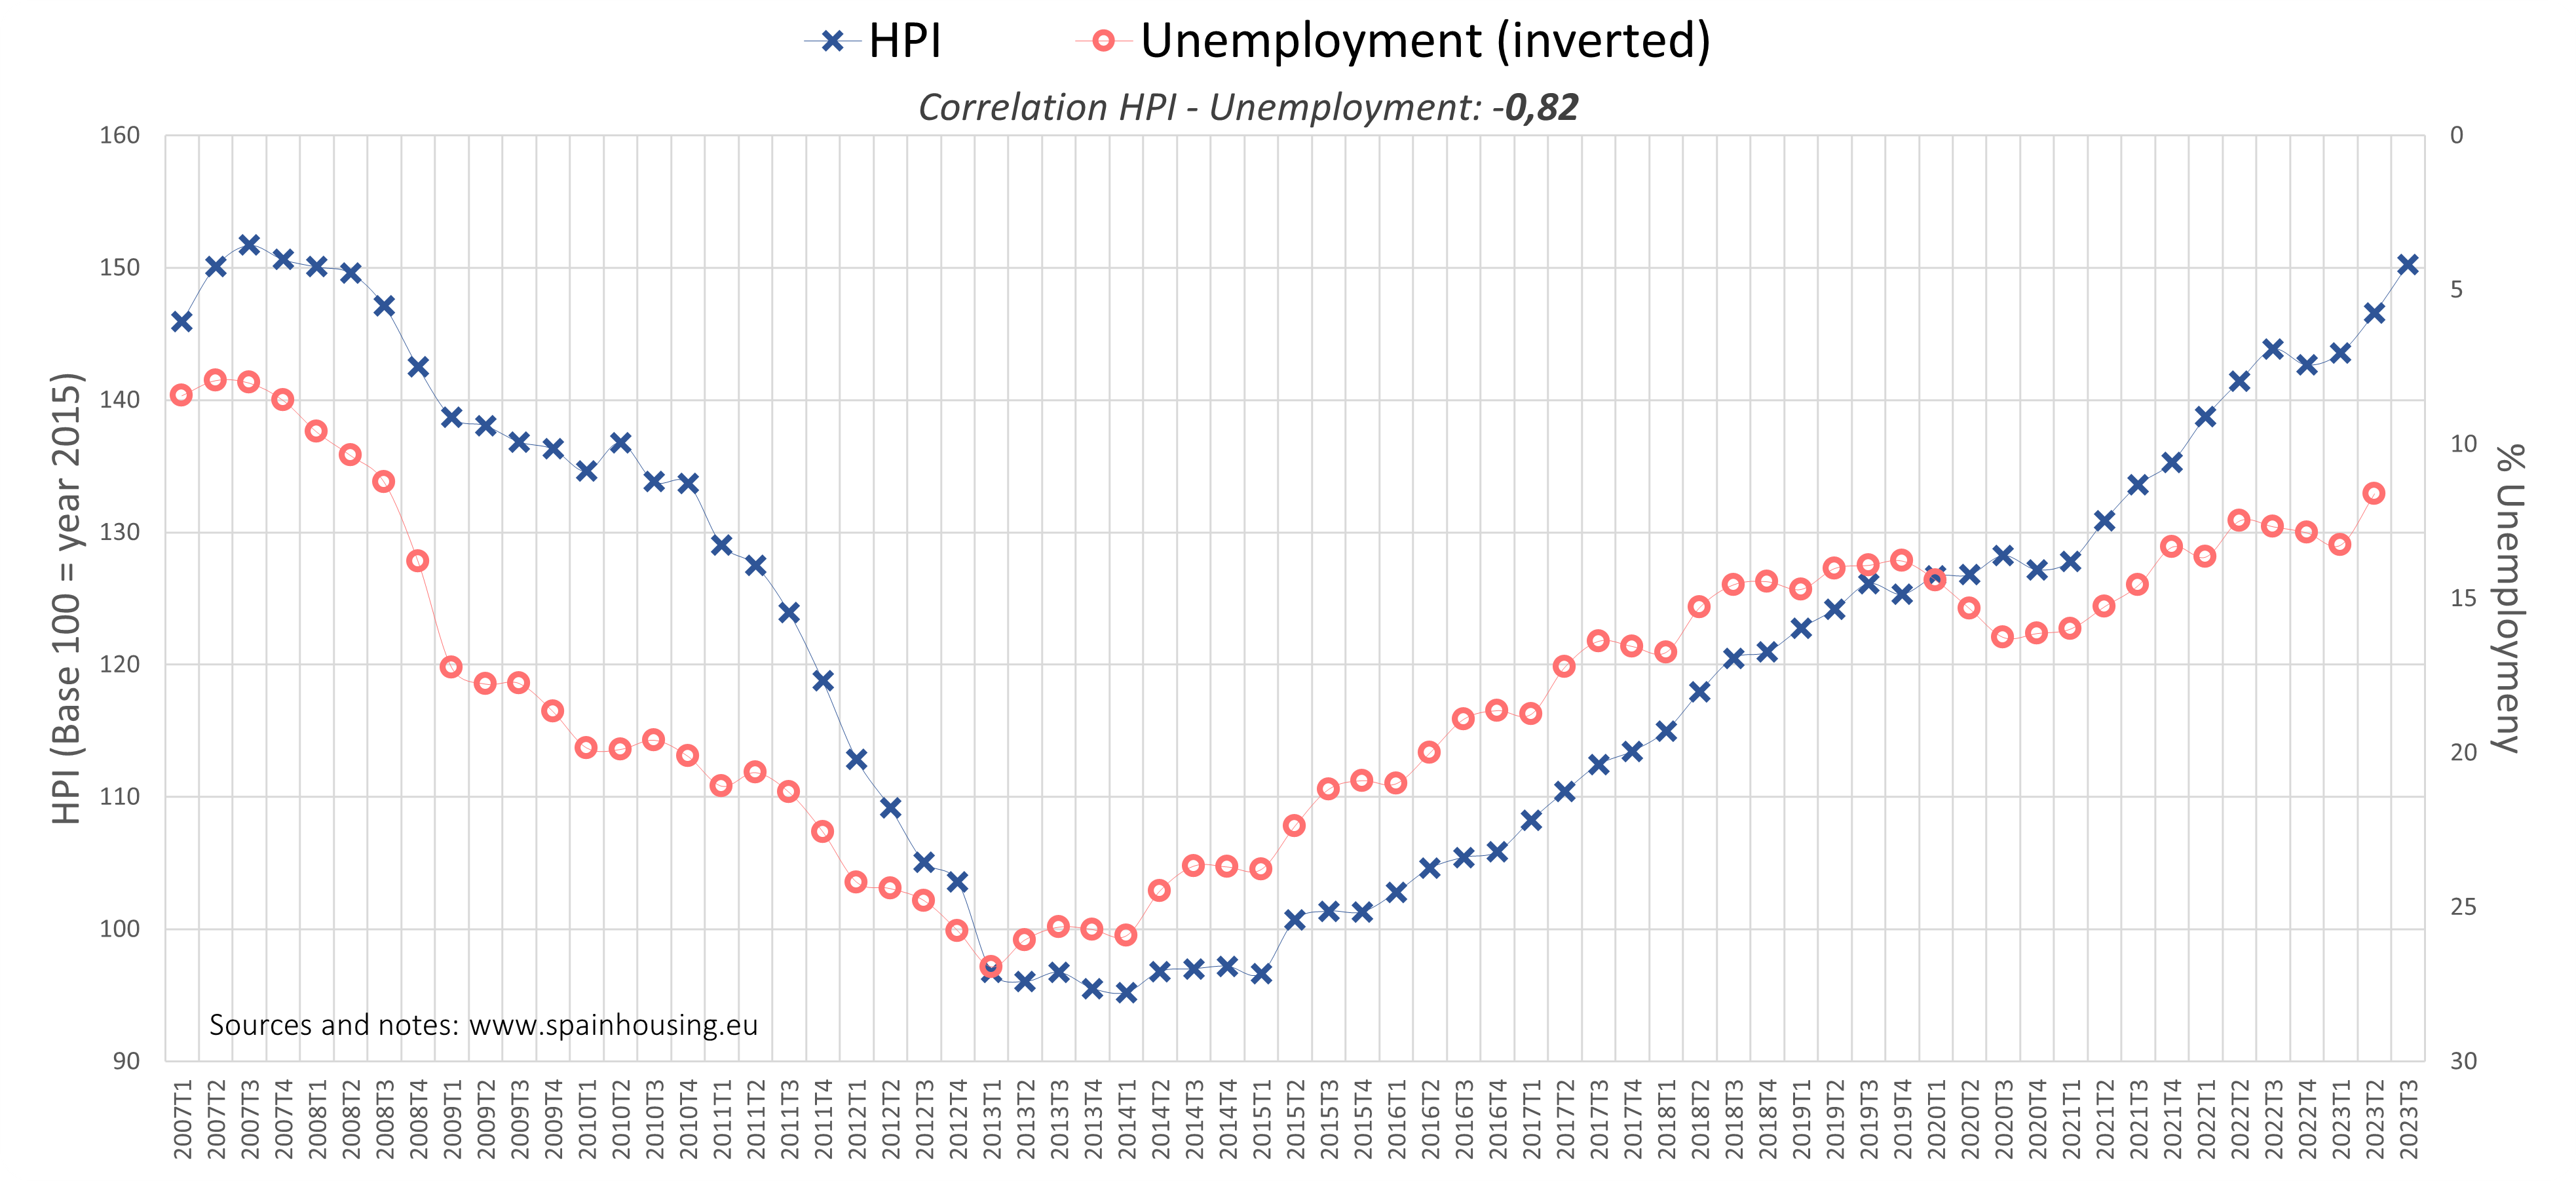 HPI
Unemployment (inverted)
Correlation HPI - Unemployment: -0,82
160
150
140
130
120
110
100
90
HPI (Base 100 = year 2015)
0
5
10
15
20
25
30
% Unemploymeny
Sources and notes: www.spainhousing.eu
2007T1
2007T2
2007T3
2007T4
2008T1
2008T2
2008T3
2008T4
2009T1
2009T2
2009T3
2009T4
2010T1
2010T2
2010T3
2010T4
2011T1
2011T2
2011T3
2011T4
2012T1
2012T2
2012T3
2012T4
2013T1
2013T2
2013T3
2013T4
2014T1
2014T2
2014T3
2014T4
2015T1
2015T2
2015T3
2015T4
2016T1
2016T2
2016T3
2016T4
2017T1
2017T2
2017T3
2017T4
2018T1
2018T2
2018T3
2018T4
2019T1
2019T2
2019T3
2019T4
2020T1
2020T2
2020T3
2020T4
2021T1
2021T2
2021T3
2021T4
2022T1
2022T2
2022T3
2022T4
2023T1
2023T2
2023T3